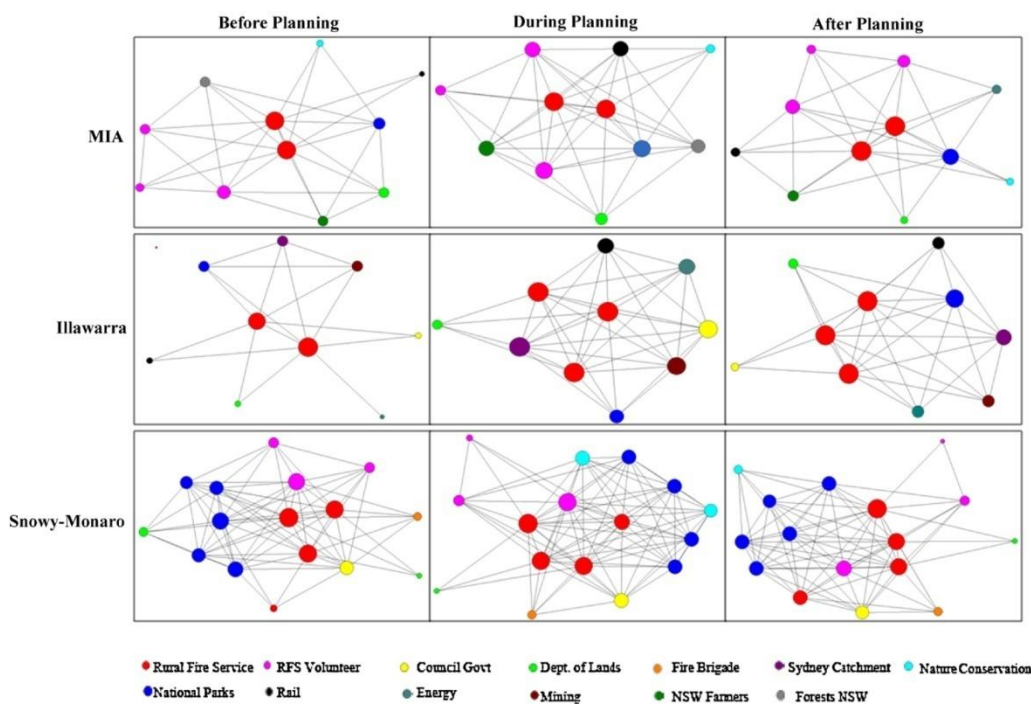 Before Planning During Planning After Planning
MIA
Illawarra
Snowy-Monaro
Rural Fire Service RFS Volunteer Council Govt Dept. of Lands Fire Brigade Sydney Catchment Nature Conservation
National Parks Rail Energy Mining NSW Farmers Forests NSW